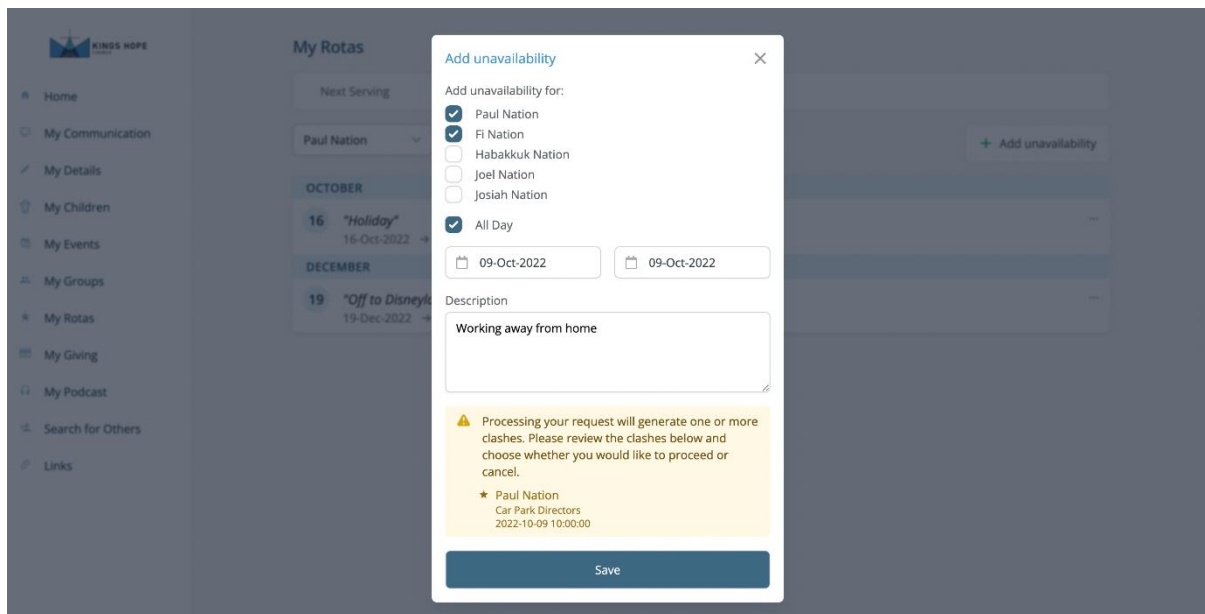 KINGS HOPE
CHURCH
Home
My Communication
My Details
My Children
My Events
My Groups
My Rotas
My Giving
My Podcast
Search for Others
Links
My Rotas
Next Serving
Paul Nation
+ Add unavailability
OCTOBER
16 "Holiday"
16-Oct-2022 →
DECEMBER
19 "Off to Disneyl
19-Dec-2022 →
Add unavailability
Add unavailability for:
Paul Nation
Fi Nation
Habakkuk Nation
Joel Nation
Josiah Nation
All Day
09-Oct-2022 09-Oct-2022
Description
Working away from home
Processing your request will generate one or more
clashes. Please review the clashes below and
choose whether you would like to proceed or
cancel.
Paul Nation
Car Park Directors
2022-10-09 10:00:00
Save